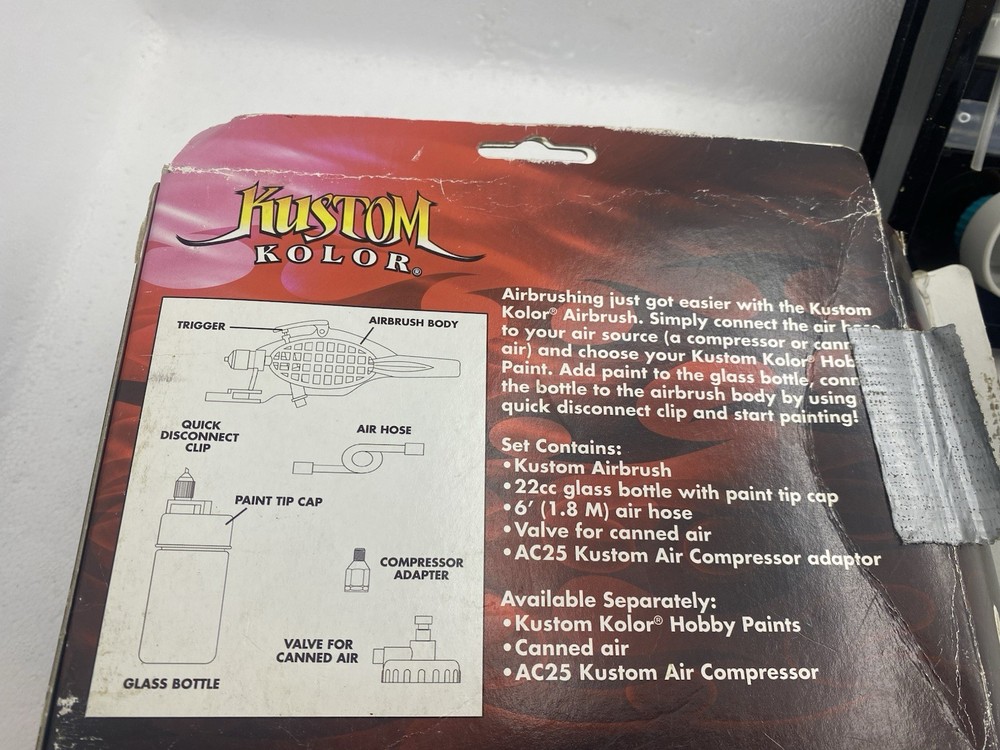 KUSTOM
KOLOR®
TRIGGER
AIRBRUSH BODY
QUICK
DISCONNECT
CLIP
AIR HOSE
PAINT TIP CAP
COMPRESSOR
ADAPTER
VALVE FOR
CANNED AIR
GLASS BOTTLE
Airbrushing just got easier with the Kustom
Kolor® Airbrush. Simply connect the air hose
to your air source (a compressor or cann
air) and choose your Kustom Kolor® Hob
Paint. Add paint to the glass bottle, conn
the bottle to the airbrush body by using
quick disconnect clip and start painting!
Set Contains:
•Kustom Airbrush
•22cc glass bottle with paint tip cap
•6' (1.8 M) air hose
•Valve for canned air
•AC25 Kustom Air Compressor adaptor
Available Separately:
•Kustom Kolor® Hobby Paints
•Canned air
•AC25 Kustom Air Compressor